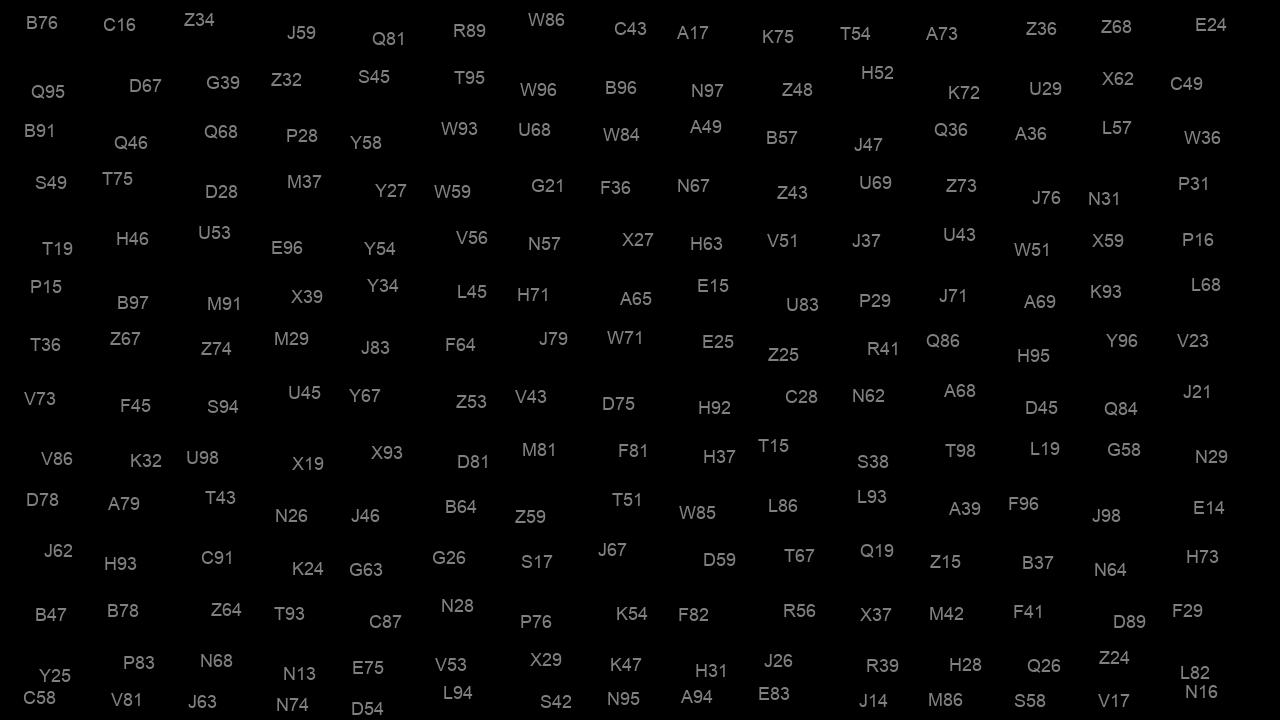 B76 C16 Z34 J59 Q81 R89 W86 C43 A17 K75 T54 A73 Z36 Z68 E24
Q95 D67 G39 Z32 S45 T95 W96 B96 N97 Z48 H52 K72 U29 X62 C49
B91 Q46 Q68 P28 Y58 W93 U68 W84 A49 B57 J47 Q36 A36 L57 W36
S49 T75 D28 M37 Y27 W59 G21 F36 N67 Z43 U69 Z73 J76 N31 P31
T19 H46 U53 E96 Y54 V56 N57 X27 H63 V51 J37 U43 W51 X59 P16
P15 B97 M91 X39 Y34 L45 H71 A65 E15 U83 P29 J71 A69 K93 L68
T36 Z67 Z74 M29 J83 F64 J79 W71 E25 Z25 R41 Q86 H95 Y96 V23
V73 F45 S94 U45 Y67 Z53 V43 D75 H92 C28 N62 A68 D45 Q84 J21
V86 K32 U98 X19 X93 D81 M81 F81 H37 T15 S38 T98 L19 G58 N29
D78 A79 T43 N26 J46 B64 Z59 T51 W85 L86 L93 A39 F96 J98 E14
J62 H93 C91 K24 G63 G26 S17 J67 D59 T67 Q19 Z15 B37 N64 H73
B47 B78 Z64 T93 C87 N28 P76 K54 F82 R56 X37 M42 F41 D89 F29
Y25 P83 N68 N13 E75 V53 X29 K47 H31 J26 R39 H28 Q26 Z24 L82
C58 V81 J63 N74 D54 L94 S42 N95 A94 E83 J14 M86 S58 V17 N16